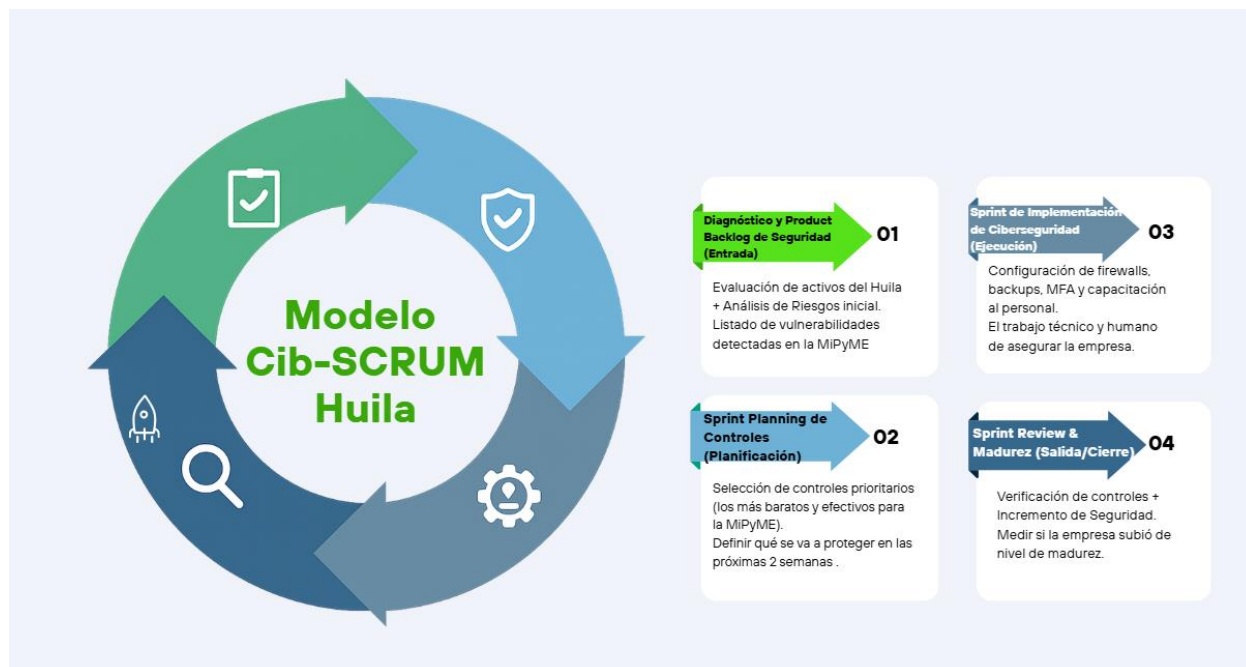 Modelo
Cib-SCRUM
Huila
Diagnóstico y Product
Backlog de Seguridad
(Entrada)
01
Evaluación de activos del Huila
+ Análisis de Riesgos inicial.
Listado de vulnerabilidades
detectadas en la MiPyME
Sprint Planning de
Controles
(Planificación)
02
Selección de controles prioritarios
(los más baratos y efectivos para
la MiPyME).
Definir qué se va a proteger en las
próximas 2 semanas .
Sprint de Implementación
de Ciberseguridad
(Ejecución)
03
Configuración de firewalls,
backups, MFA y capacitación
al personal.
El trabajo técnico y humano
de asegurar la empresa.
Sprint Review &
Madurez (Salida/Cierre)
04
Verificación de controles +
Incremento de Seguridad.
Medir si la empresa subió de
nivel de madurez.